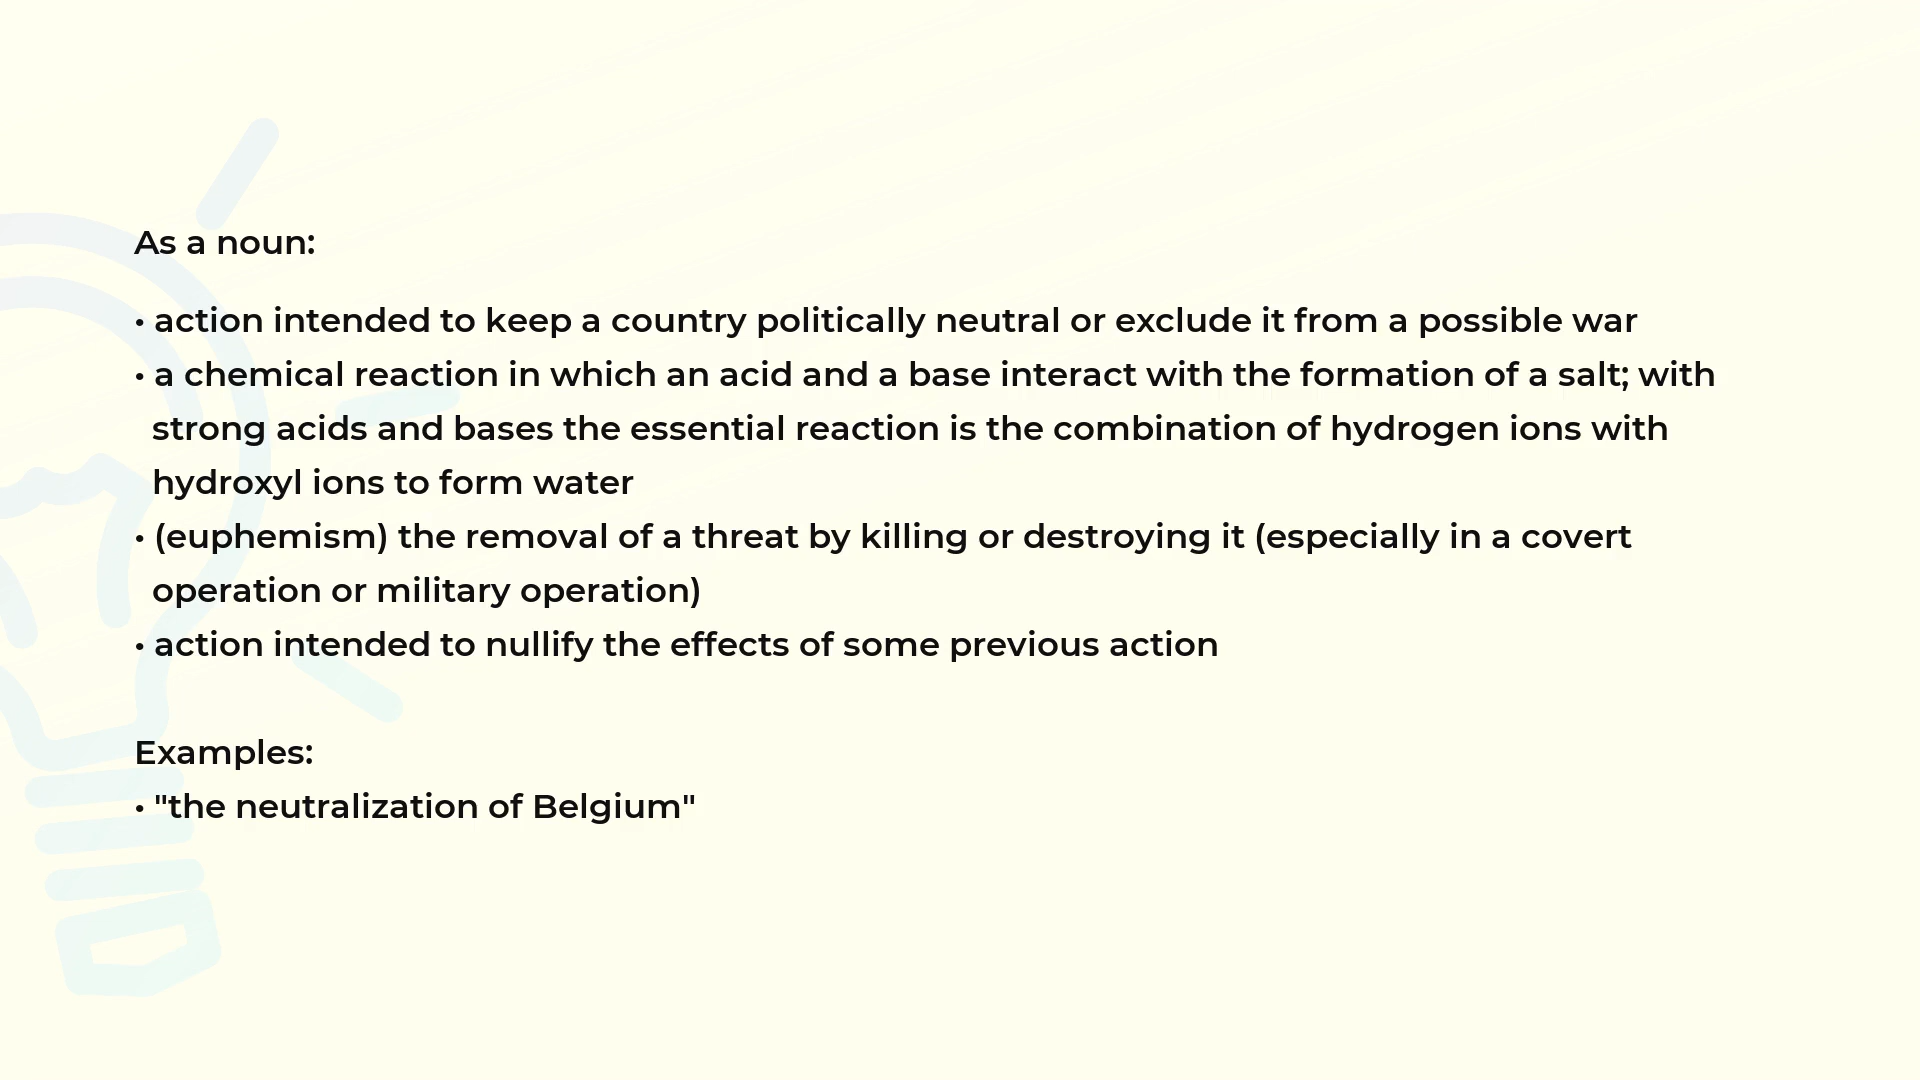 As a noun:
• action intended to keep a country politically neutral or exclude it from a possible war
• a chemical reaction in which an acid and a base interact with the formation of a salt; with
strong acids and bases the essential reaction is the combination of hydrogen ions with
hydroxyl ions to form water
• (euphemism) the removal of a threat by killing or destroying it (especially in a covert
operation or military operation)
• action intended to nullify the effects of some previous action
Examples:
• "the neutralization of Belgium"